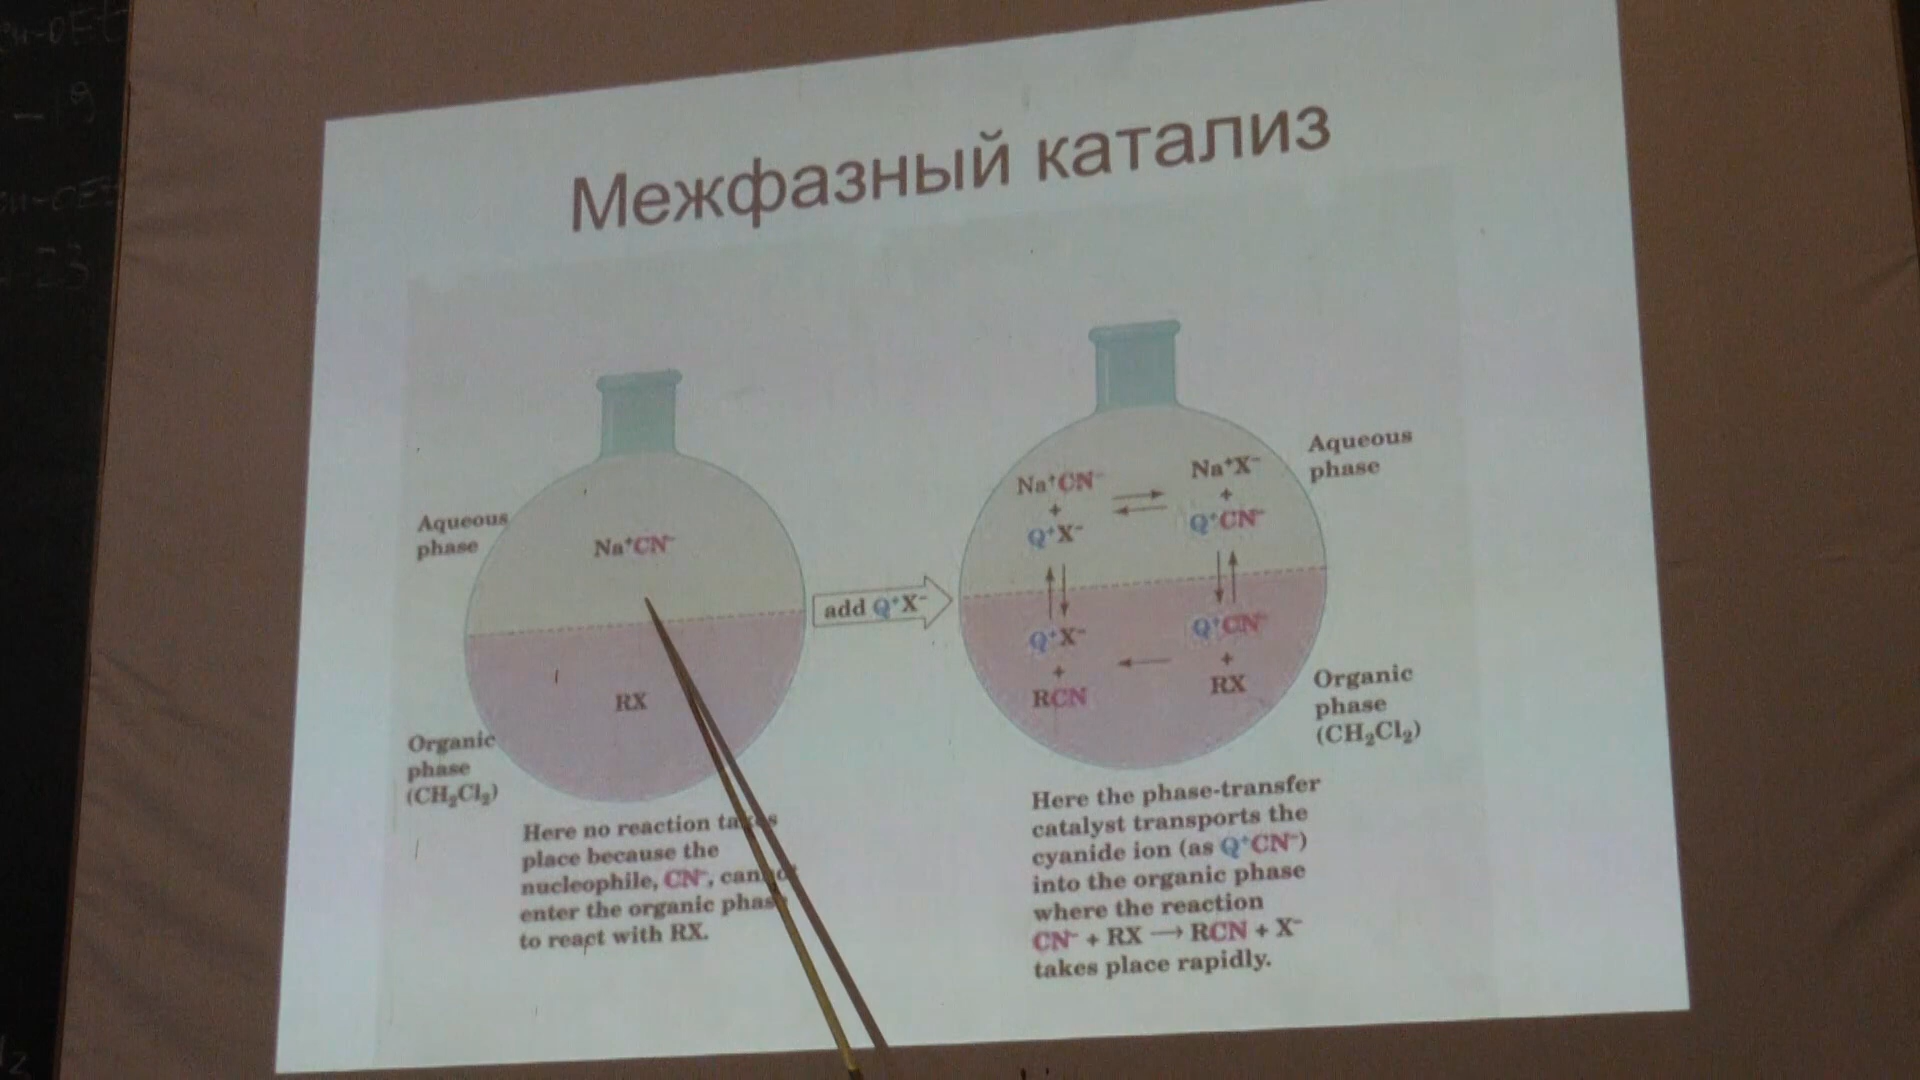 Межфазный катализ
Aqueous
phase
Na⁺CN⁻
RX
Organic
phase
(CH₂Cl₂)
Here no reaction takes
place because the
nucleophile, CN⁻, cannot
enter the organic phase
to react with RX.
add Q⁺X⁻
Na⁺CN⁻ ⇌ Na⁺X⁻
+ +
Q⁺X⁻ Q⁺CN⁻
Q⁺X⁻ Q⁺CN⁻
+ ← +
RCN RX
Aqueous
phase
Organic
phase
(CH₂Cl₂)
Here the phase-transfer
catalyst transports the
cyanide ion (as Q⁺CN⁻)
into the organic phase
where the reaction
CN⁻ + RX → RCN + X⁻
takes place rapidly.